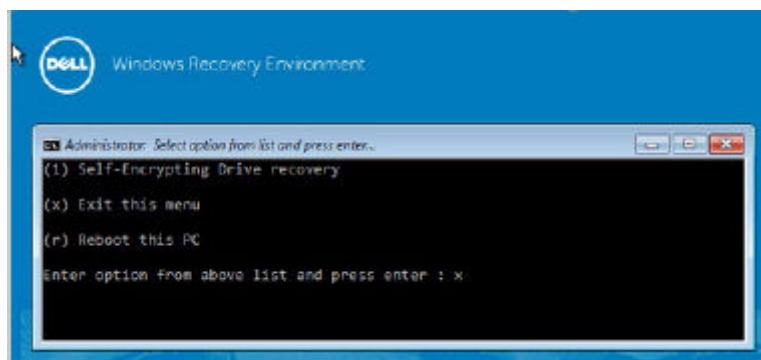 DELL
Windows Recovery Environment
Administrator: Select option from list and press enter...
(1) Self-Encrypting Drive recovery
(x) Exit this menu
(r) Reboot this PC
Enter option from above list and press enter : x